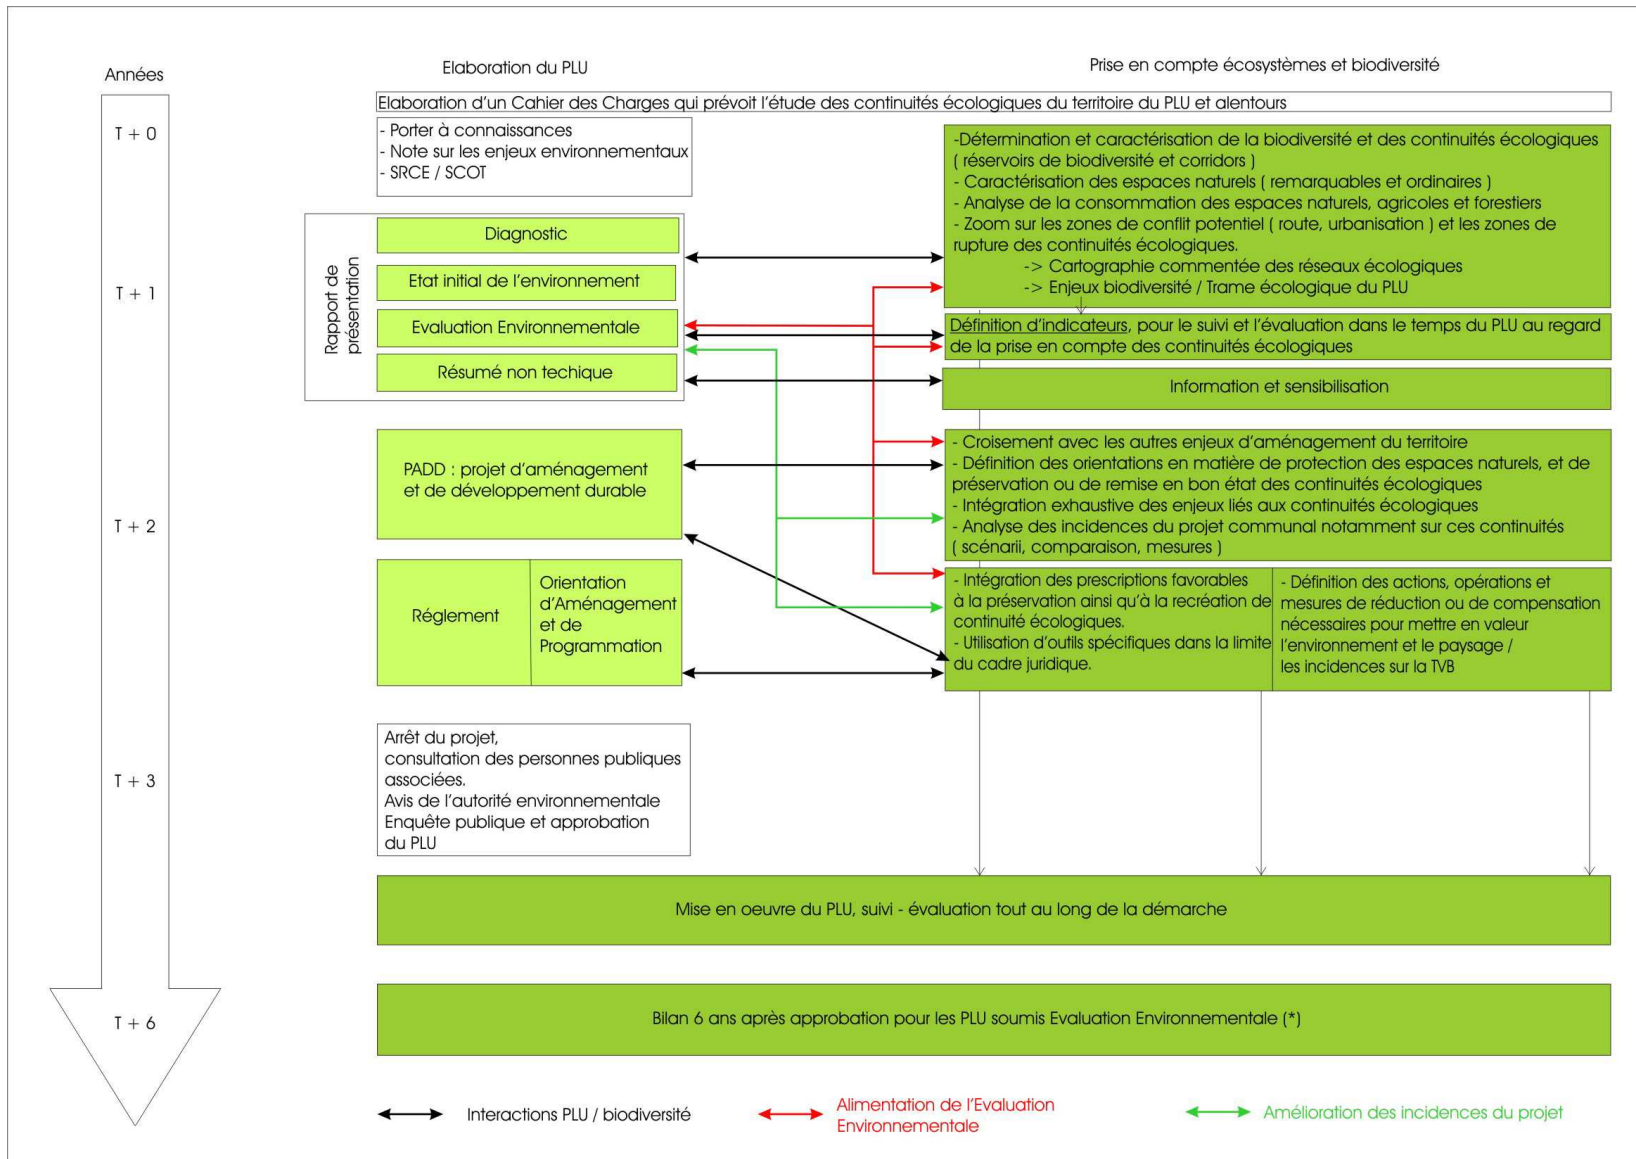 Années
Elaboration du PLU
Prise en compte écosystèmes et biodiversité
Elaboration d'un Cahier des Charges qui prévoit l'étude des continuités écologiques du territoire du PLU et alentours
T + 0
- Porter à connaissances
- Note sur les enjeux environnementaux
- SRCE / SCOT
-Détermination et caractérisation de la biodiversité et des continuités écologiques
( réservoirs de biodiversité et corridors )
- Caractérisation des espaces naturels ( remarquables et ordinaires )
- Analyse de la consommation des espaces naturels, agricoles et forestiers
- Zoom sur les zones de conflit potentiel ( route, urbanisation ) et les zones de
rupture des continuités écologiques.
-> Cartographie commentée des réseaux écologiques
-> Enjeux biodiversité / Trame écologique du PLU
Rapport de
présentation
Diagnostic
Etat initial de l'environnement
T + 1
Evaluation Environnementale
Résumé non techique
Définition d'indicateurs, pour le suivi et l'évaluation dans le temps du PLU au regard
de la prise en compte des continuités écologiques
Information et sensibilisation
PADD : projet d'aménagement
et de développement durable
- Croisement avec les autres enjeux d'aménagement du territoire
- Définition des orientations en matière de protection des espaces naturels, et de
préservation ou de remise en bon état des continuités écologiques
- Intégration exhaustive des enjeux liés aux continuités écologiques
- Analyse des incidences du projet communal notamment sur ces continuités
( scénarii, comparaison, mesures )
T + 2
Réglement
Orientation
d'Aménagement
et de
Programmation
- Intégration des prescriptions favorables
à la préservation ainsi qu'à la recréation de
continuité écologiques.
- Utilisation d'outils spécifiques dans la limite
du cadre juridique.
- Définition des actions, opérations et
mesures de réduction ou de compensation
nécessaires pour mettre en valeur
l'environnement et le paysage /
les incidences sur la TVB
T + 3
Arrêt du projet,
consultation des personnes publiques
associées.
Avis de l'autorité environnementale
Enquête publique et approbation
du PLU
Mise en oeuvre du PLU, suivi - évaluation tout au long de la démarche
T + 6
Bilan 6 ans après approbation pour les PLU soumis Evaluation Environnementale (*)
Interactions PLU / biodiversité
Alimentation de l'Evaluation
Environnementale
Amélioration des incidences du projet